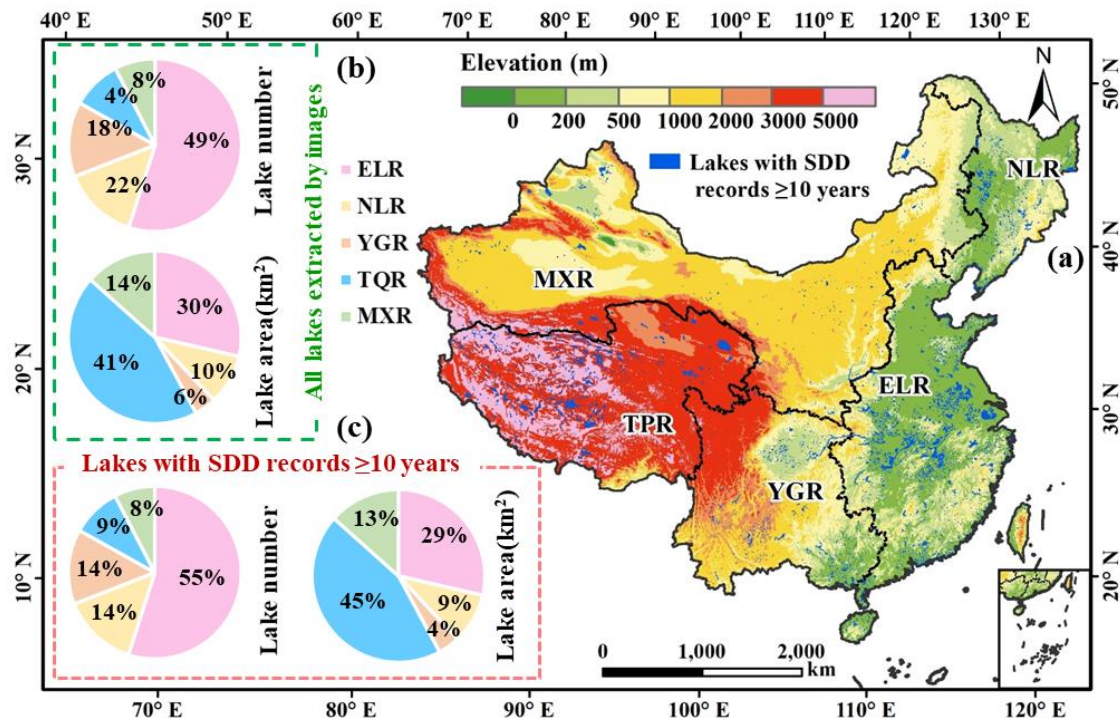 40° E 50° E 60° E 70° E 80° E 90° E 100° E 110° E 120° E 130° E
(b)
Elevation (m)
0 200 500 1000 2000 3000 5000
Lakes with SDD
records ≥10 years
N
8%
4%
18%
22%
49%
Lake number
14%
30%
41%
10%
6%
Lake area(km²)
All lakes extracted by images
ELR
NLR
YGR
TQR
MXR
(c)
Lakes with SDD records ≥10 years
8%
9%
14%
14%
55%
Lake number
13%
29%
45%
9%
4%
Lake area(km²)
NLR
(a)
MXR
ELR
TPR
YGR
0 1,000 2,000
km
30° N
20° N
10° N
50° N
40° N
30° N
20° N
70° E 80° E 90° E 100° E 110° E 120° E